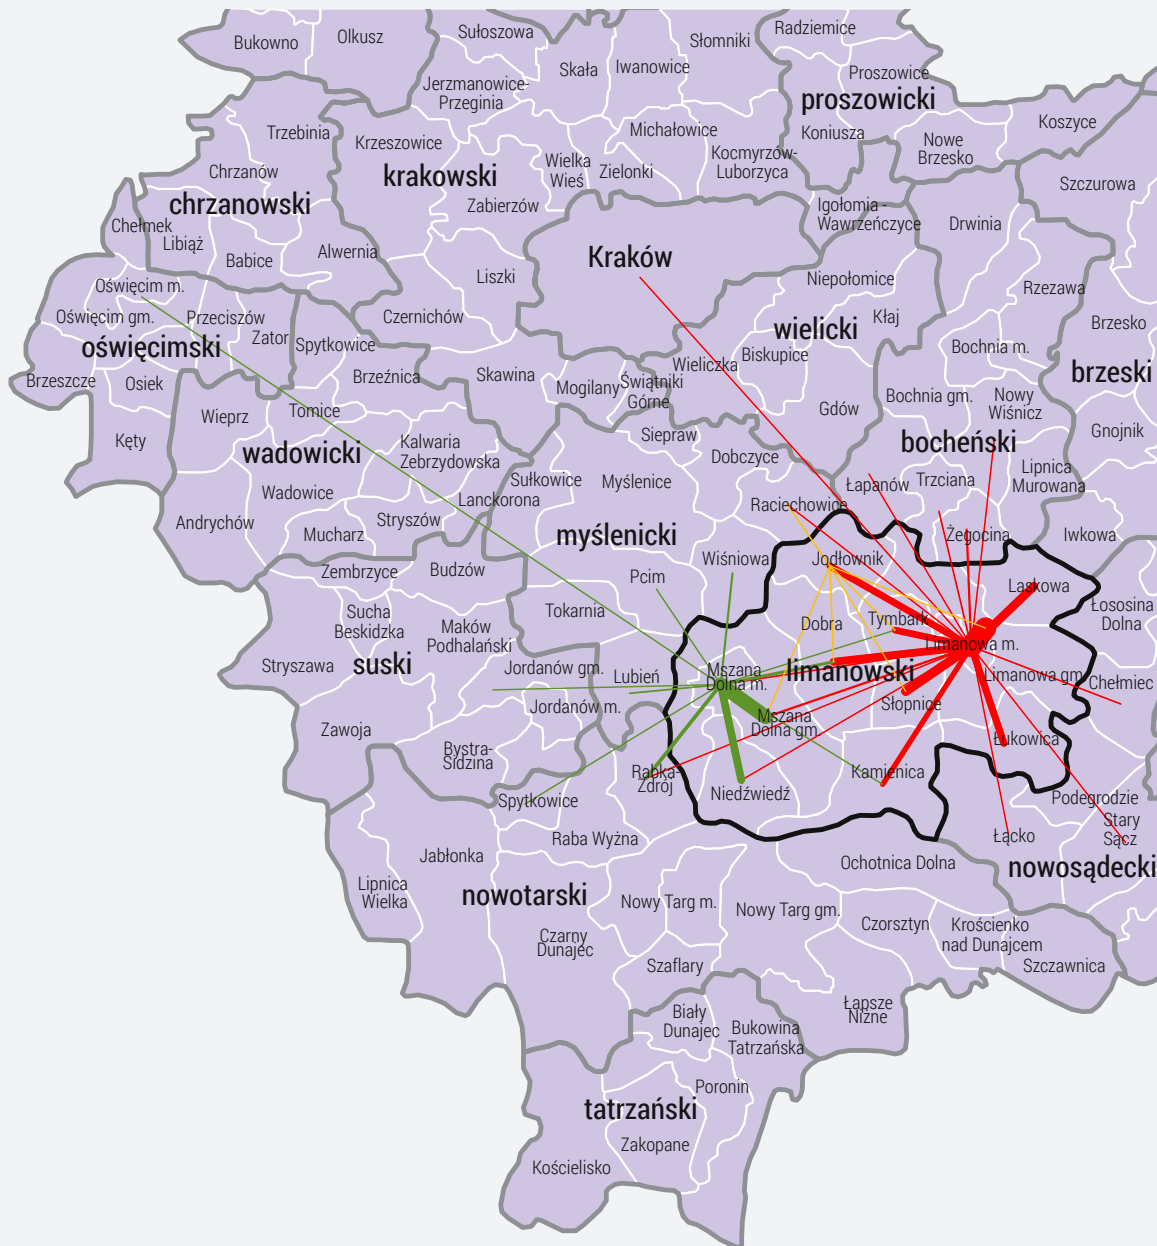 Bukowno
Olkusz
Sułoszowa
Skała
Iwanowice
Słomniki
Radziemice
Proszowice
proszowicki
Jerzmanowice-
Przeginia
Koniusza
Nowe
Brzesko
Koszyce
Trzebinia
Krzeszowice
Michałowice
Wielka
Wieś
Zielonki
Kocmyrzów-
Luborzyca
Chrzanów
krakowski
Szczurowa
chrzanowski
Zabierzów
Igołomia -
Wawrzeńczyce
Drwinia
Chełmek
Libiąż
Babice
Alwernia
Kraków
Liszki
Niepołomice
Rzezawa
Oświęcim m.
Oświęcim gm.
Przeciszów
Zator
Czernichów
wielicki
Kłaj
Brzesko
oświęcimski
Spytkowice
Bochnia m.
Brzeszcze
Osiek
Brzeźnica
Skawina
Mogilany
Świątniki
Górne
Wieliczka
Biskupice
brzeski
Wieprz
Tomice
Gdów
Bochnia gm.
Nowy
Wiśnicz
Kęty
wadowicki
Kalwaria
Zebrzydowska
Siepraw
Dobczyce
bocheński
Gnojnik
Wadowice
Lanckorona
Sułkowice
Myślenice
Łapanów
Trzciana
Lipnica
Murowana
Andrychów
Mucharz
Stryszów
myślenicki
Raciechowice
Żegocina
Iwkowa
Zembrzyce
Budzów
Pcim
Wiśniowa
Jodłownik
Laskowa
Sucha
Beskidzka
Maków
Podhalański
Tokarnia
Dobra
Tymbark
Łososina
Dolna
Stryszawa
suski
Jordanów gm.
Lubień
Mszana
Dolna m.
limanowski
Limanowa m.
Limanowa gm.
Chełmiec
Jordanów m.
Słopnice
Zawoja
Mszana
Dolna gm.
Łukowica
Bystra-
Sidzina
Rabka-
Zdrój
Niedźwiedź
Kamienica
Podegrodzie
Spytkowice
Stary
Sącz
Raba Wyżna
Łącko
Jabłonka
Ochotnica Dolna
nowosądecki
Lipnica
Wielka
nowotarski
Nowy Targ m.
Nowy Targ gm.
Czorsztyn
Krościenko
nad Dunajcem
Czarny
Dunajec
Szaflary
Szczawnica
Biały
Dunajec
Bukowina
Tatrzańska
Łapsze
Niżne
Poronin
tatrzański
Zakopane
Kościelisko